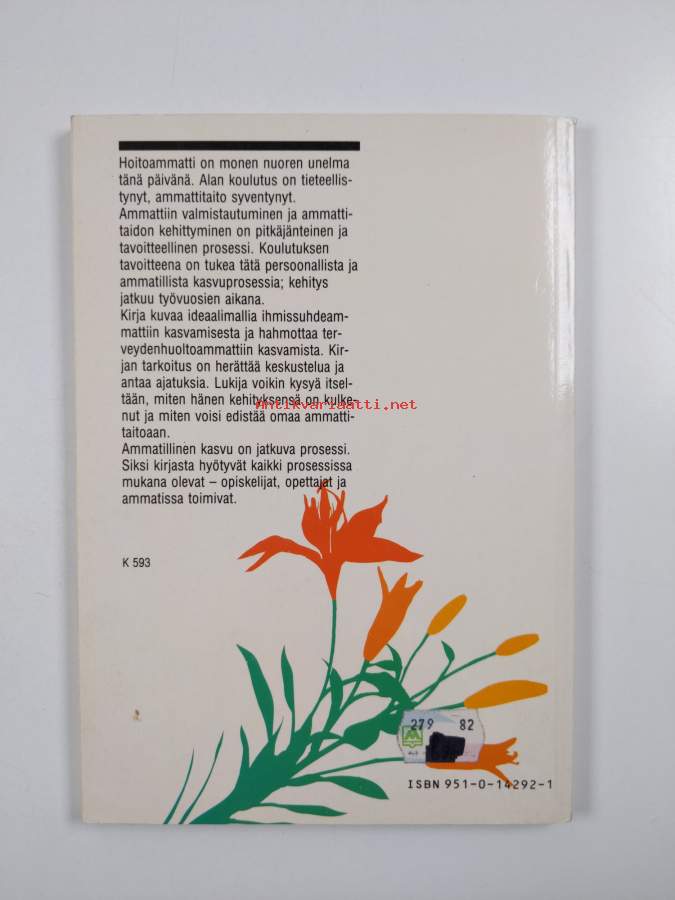 Hoitoammatti on monen nuoren unelma
tänä päivänä. Alan koulutus on tieteellis-
tynyt, ammattitaito syventynyt.
Ammattiin valmistautuminen ja ammatti-
taidon kehittyminen on pitkäjänteinen ja
tavoitteellinen prosessi. Koulutuksen
tavoitteena on tukea tätä persoonallista ja
ammatillista kasvuprosessia; kehitys
jatkuu työvuosien aikana.
Kirja kuvaa ideaalimallia ihmissuhdeam-
mattiin kasvamisesta ja hahmottaa ter-
veydenhuoltoammattiin kasvamista. Kir-
jan tarkoitus on herättää keskustelua ja
antaa ajatuksia. Lukija voikin kysyä itsel-
tään, miten hänen kehityksensä on kulke-
nut ja miten voisi edistää omaa ammatti-
taitoaan.
Ammatillinen kasvu on jatkuva prosessi.
Siksi kirjasta hyötyvät kaikki prosessissa
mukana olevat – opiskelijat, opettajat ja
ammatissa toimivat.
Antikvariaatti.net
K 593
279 82
ISBN 951-0-14292-1